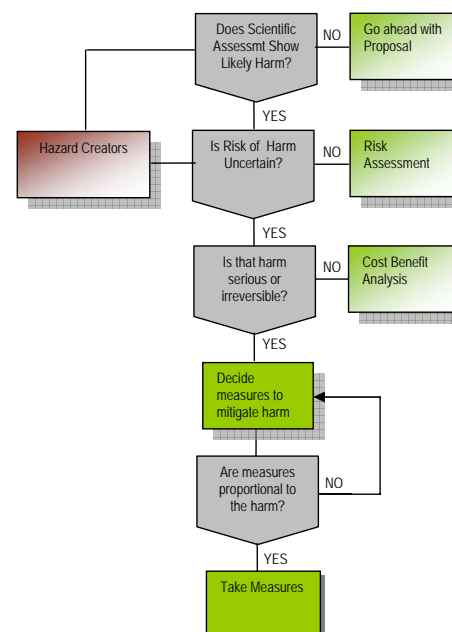 Does Scientific
Assessmt Show
Likely Harm?
NO
Go ahead with
Proposal
YES
Hazard Creators
Is Risk of Harm
Uncertain?
NO
Risk
Assessment
YES
Is that harm
serious or
irreversible?
NO
Cost Benefit
Analysis
YES
Decide
measures to
mitigate harm
Are measures
proportional to
the harm?
NO
YES
Take Measures